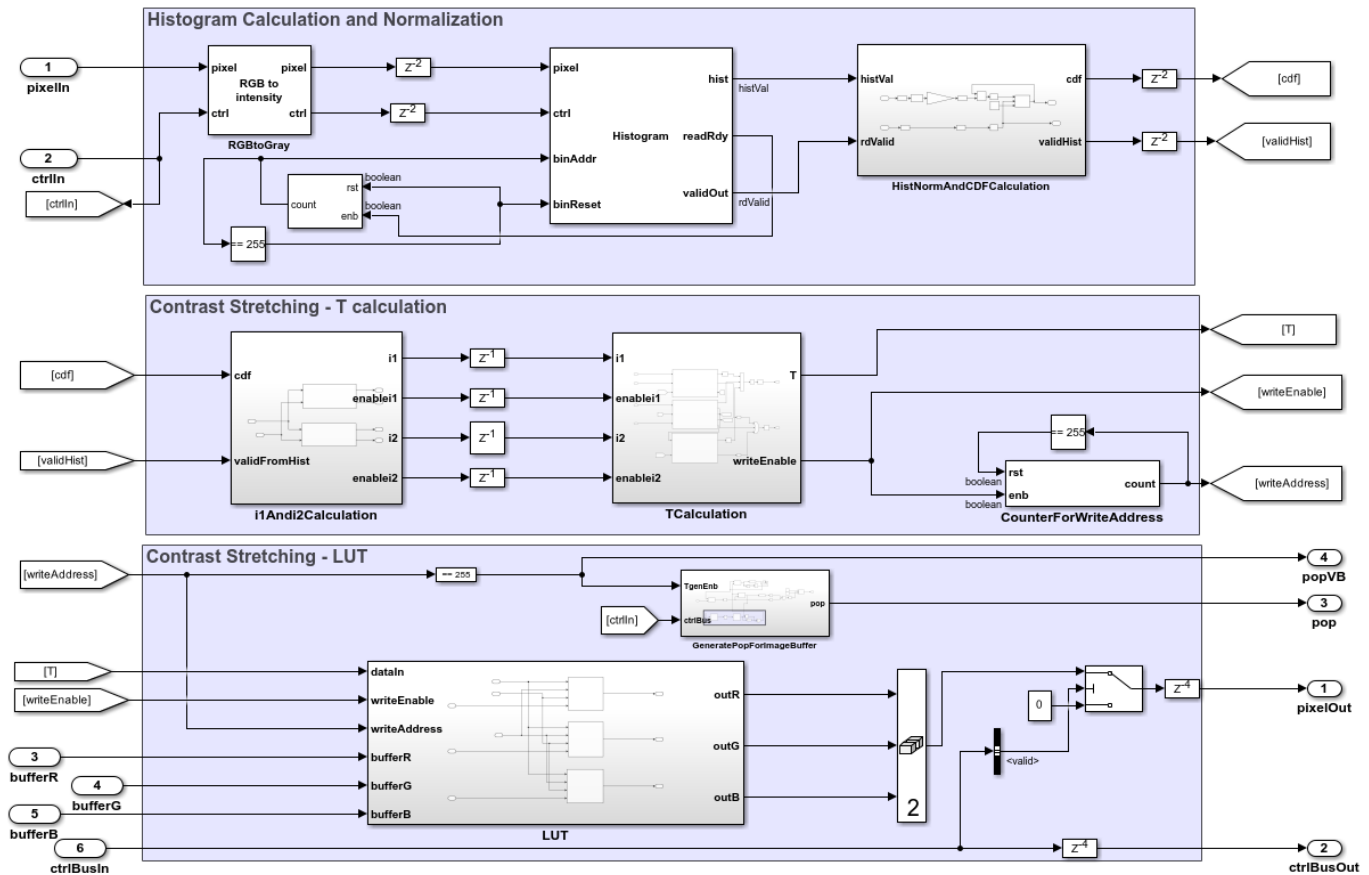 Histogram Calculation and Normalization
1
pixelIn
pixel
RGB to
intensity
pixel
ctrl
ctrl
RGBtoGray
Z-2
Z-2
pixel
ctrl
binAddr
binReset
Histogram
hist
readRdy
validOut
histVal
rdValid
histVal
rdValid
cdf
validHist
HistNormAndCDFCalculation
Z-2
Z-2
[cdf]
[validHist]
2
ctrlIn
[ctrlIn]
count
rst
enb
boolean
boolean
== 255
Contrast Stretching - T calculation
[cdf]
[validHist]
cdf
validFromHist
i1
enablei1
i2
enablei2
i1Andi2Calculation
Z-1
Z-1
Z-1
Z-1
i1
enablei1
i2
enablei2
T
writeEnable
TCalculation
[T]
[writeEnable]
== 255
rst
boolean
enb
boolean
count
CounterForWriteAddress
[writeAddress]
Contrast Stretching - LUT
[writeAddress]
== 255
4
popVB
TgenEnb
[ctrlIn]
ctrlBus
pop
GeneratePopForImageBuffer
3
pop
[T]
[writeEnable]
dataIn
writeEnable
writeAddress
bufferR
bufferG
bufferB
outR
outG
outB
LUT
3
bufferR
4
bufferG
5
bufferB
6
ctrlBusIn
2
0
<valid>
Z-4
1
pixelOut
Z-4
2
ctrlBusOut